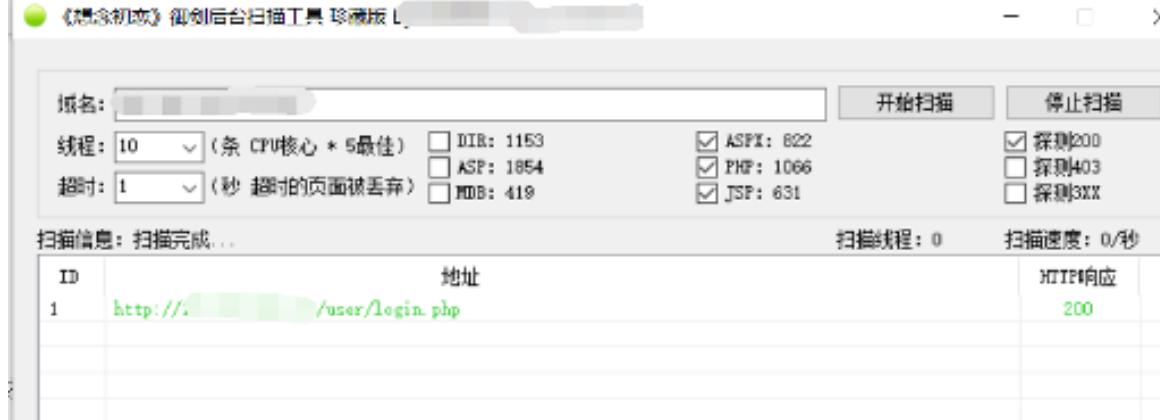 《想念初恋》御剑后台扫描工具 珍藏版
域名: 开始扫描 停止扫描
线程: 10 (条 CPU核心 * 5最佳) DIR: 1153 ASPX: 822 探测200
ASP: 1854 PHP: 1066 探测403
超时: 1 (秒 超时的页面被丢弃) MDB: 419 JSP: 631 探测3XX
扫描信息: 扫描完成... 扫描线程: 0 扫描速度: 0/秒
ID 地址 HTTP响应
1 http:// /user/login.php 200